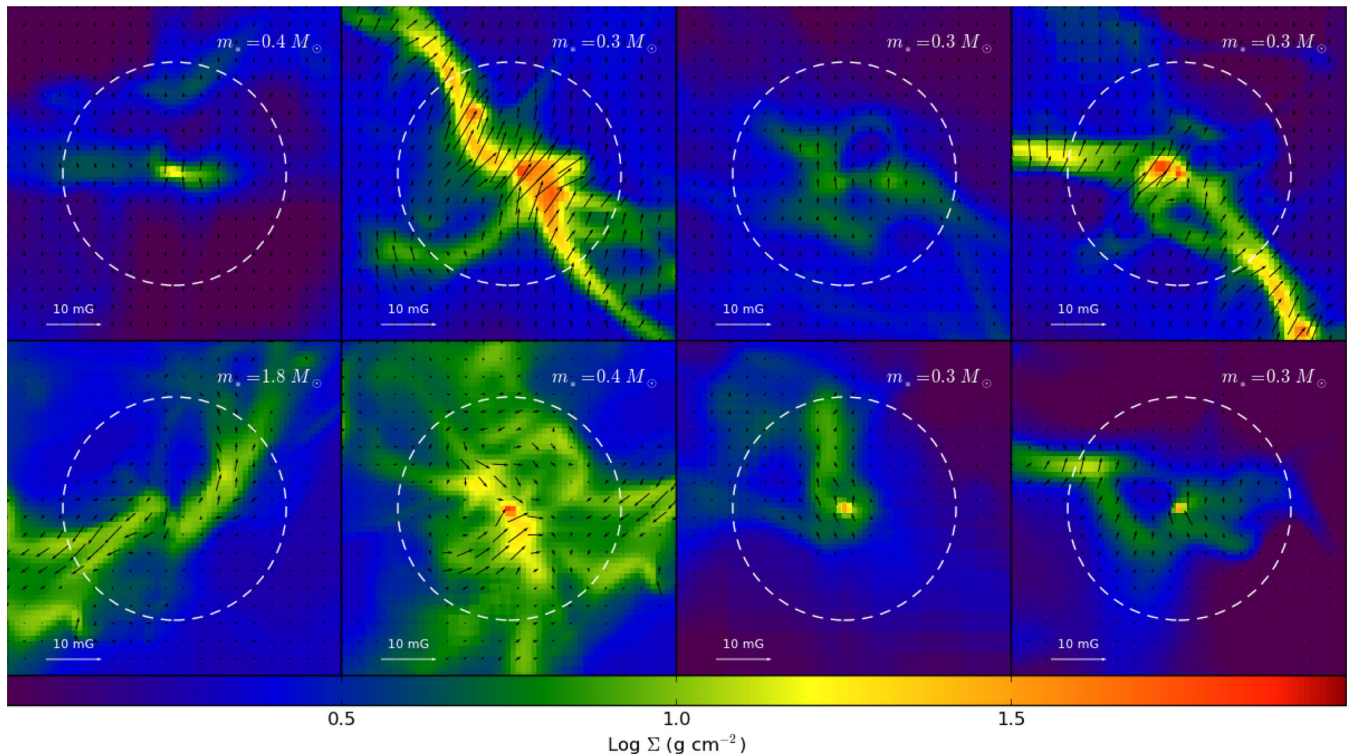 m* = 0.4 M⊙
m* = 0.3 M⊙
m* = 0.3 M⊙
m* = 0.3 M⊙
10 mG
10 mG
10 mG
10 mG
m* = 1.8 M⊙
m* = 0.4 M⊙
m* = 0.3 M⊙
m* = 0.3 M⊙
10 mG
10 mG
10 mG
10 mG
0.5 1.0 1.5
Log Σ (g cm⁻²)